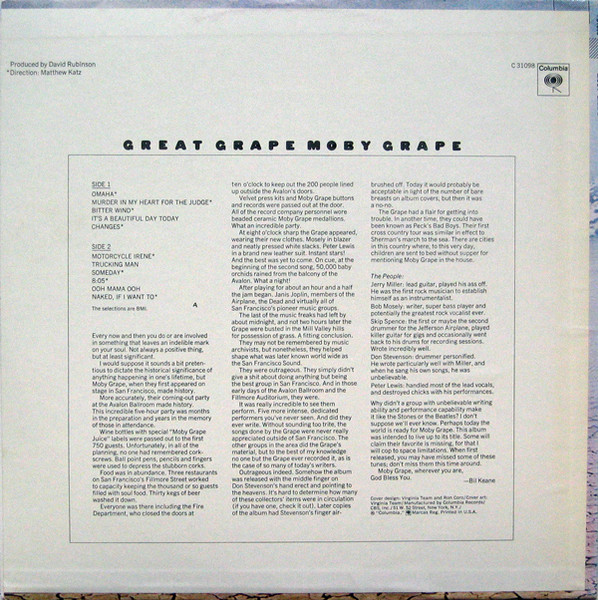 Produced by David Rubinson
*Direction: Matthew Katz
C 31098
Columbia
GREAT GRAPE MOBY GRAPE
SIDE 1
OMAHA*
MURDER IN MY HEART FOR THE JUDGE*
BITTER WIND*
IT'S A BEAUTIFUL DAY TODAY
CHANGES*
SIDE 2
MOTORCYCLE IRENE*
TRUCKING MAN
SOMEDAY*
8:05*
OOH MAMA OOH
NAKED, IF I WANT TO*
A
The selections are BMI.
Every now and then you do or are involved
in something that leaves an indelible mark
on your soul. Not always a positive thing,
but at least significant.
I would suppose it sounds a bit preten-
tious to dictate the historical significance of
anything happening in one's lifetime, but
Moby Grape, when they first appeared on
stage in San Francisco, made history.
More accurately, their coming-out party
at the Avalon Ballroom made history.
This incredible five-hour party was months
in the preparation and years in the memory
of those in attendance.
Wine bottles with special "Moby Grape
Juice" labels were passed out to the first
750 guests. Unfortunately, in all of the
planning, no one had remembered cork-
screws. Ball point pens, pencils and fingers
were used to depress the stubborn corks.
Food was in abundance. Three restaurants
on San Francisco's Fillmore Street worked
to capacity keeping the thousand or so guests
filled with soul food. Thirty kegs of beer
washed it down.
Everyone was there including the Fire
Department, who closed the doors at
ten o'clock to keep out the 200 people lined
up outside the Avalon's doors.
Velvet press kits and Moby Grape buttons
and records were passed out at the door.
All of the record company personnel wore
beaded ceramic Moby Grape medallions.
What an incredible party.
At eight o'clock sharp the Grape appeared,
wearing their new clothes. Mosely in blazer
and neatly pressed white slacks. Peter Lewis
in a brand new leather suit. Instant stars!
And the best was yet to come. On cue, at the
beginning of the second song, 50,000 baby
orchids rained from the balcony of the
Avalon. What a night!
After playing for about an hour and a half
the jam began. Janis Joplin, members of the
Airplane, the Dead and virtually all of
San Francisco's pioneer music groups.
The last of the music freaks had left by
about midnight, and not two hours later the
Grape were busted in the Mill Valley hills
for possession of grass. A fitting conclusion.
They may not be remembered by music
archivists, but nonetheless, they helped
shape what was later known world wide as
the San Francisco Sound.
They were outrageous. They simply didn't
give a shit about doing anything but being
the best group in San Francisco. And in those
early days of the Avalon Ballroom and the
Fillmore Auditorium, they were.
It was really incredible to see them
perform. Five more intense, dedicated
performers you've never seen. And did they
ever write. Without sounding too trite, the
songs done by the Grape were never really
appreciated outside of San Francisco. The
other groups in the area did the Grape's
material, but to the best of my knowledge
no one but the Grape ever recorded it, as is
the case of so many of today's writers.
Outrageous indeed. Somehow the album
was released with the middle finger on
Don Stevenson's hand erect and pointing to
the heavens. It's hard to determine how many
of these collectors' items were in circulation
(if you have one, check it out). Later copies
of the album had Stevenson's finger air-
brushed off. Today it would probably be
acceptable in light of the number of bare
breasts on album covers, but then it was
a no-no.
The Grape had a flair for getting into
trouble. In another time, they could have
been known as Peck's Bad Boys. Their first
cross country tour was similar in effect to
Sherman's march to the sea. There are cities
in this country where, to this very day,
children are sent to bed without supper for
mentioning Moby Grape in the house.
The People:
Jerry Miller: lead guitar, played his ass off.
He was the first rock musician to establish
himself as an instrumentalist.
Bob Mosely: writer, super bass player and
potentially the greatest rock vocalist ever.
Skip Spence: the first or maybe the second
drummer for the Jefferson Airplane, played
killer guitar for gigs and occasionally went
back to his drums for recording sessions.
Wrote incredibly well.
Don Stevenson: drummer personified.
He wrote particularly well with Miller, and
when he sang his own songs, he was
unbelievable.
Peter Lewis: handled most of the lead vocals,
and destroyed chicks with his performances.
Why didn't a group with unbelievable writing
ability and performance capability make
it like the Stones or the Beatles? I don't
suppose we'll ever know. Perhaps today the
world is ready for Moby Grape. This album
was intended to live up to its title. Some will
claim their favorite is missing, for that I
will cop to space limitations. When first
released, you may have missed some of these
tunes; don't miss them this time around.
Moby Grape, wherever you are,
God Bless You.
—Bil Keane
Cover design: Virginia Team and Ron Coro/Cover art:
Virginia Team/Manufactured by Columbia Records/
CBS, Inc./51 W. 52 Street, New York, N.Y./
® "Columbia," Marcas Reg. Printed in U.S.A.